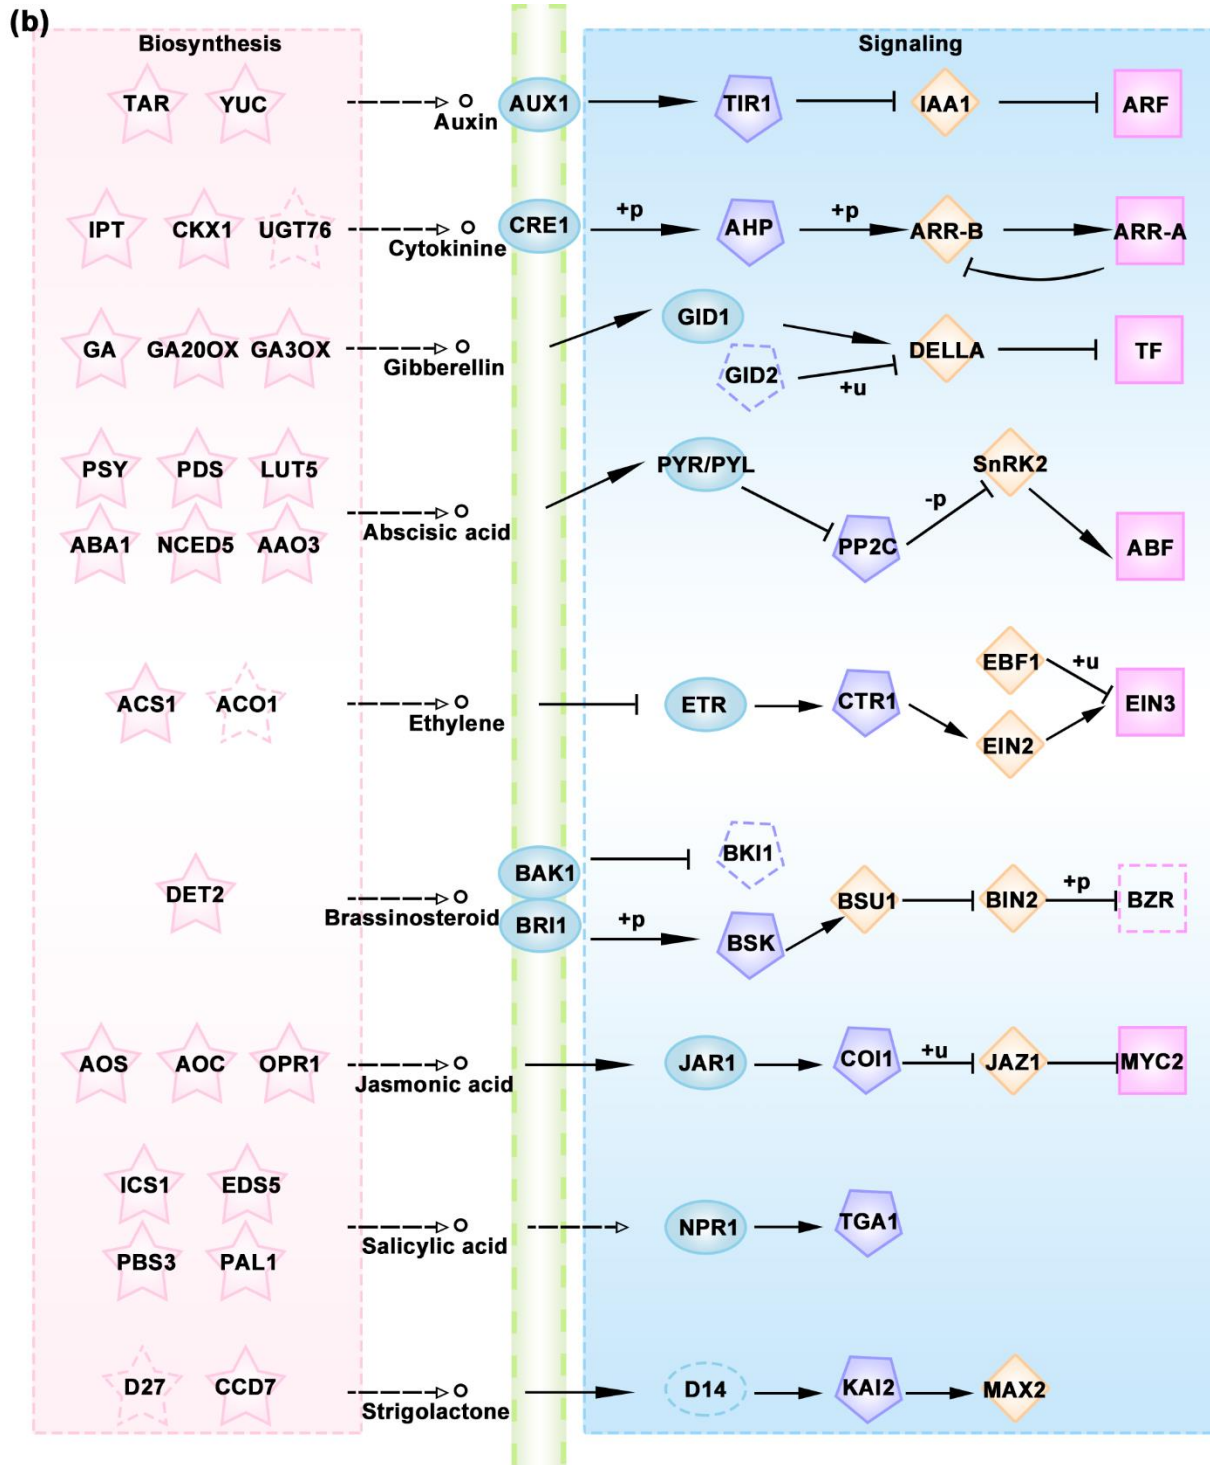 (b)
Biosynthesis
Signaling
TAR YUC
Auxin
AUX1
TIR1
IAA1
ARF
IPT CKX1 UGT76
Cytokinine
CRE1
+p
AHP
+p
ARR-B
ARR-A
GA GA20OX GA3OX
Gibberellin
GID1
GID2
+u
DELLA
TF
PSY PDS LUT5
ABA1 NCED5 AAO3
Abscisic acid
PYR/PYL
PP2C
-p
SnRK2
ABF
ACS1 ACO1
Ethylene
ETR
CTR1
EBF1
+u
EIN2
EIN3
DET2
Brassinosteroid
BAK1
BRI1
BKI1
+p
BSK
BSU1
BIN2
+p
BZR
AOS AOC OPR1
Jasmonic acid
JAR1
COI1
+u
JAZ1
MYC2
ICS1 EDS5
PBS3 PAL1
Salicylic acid
NPR1
TGA1
D27 CCD7
Strigolactone
D14
KAI2
MAX2